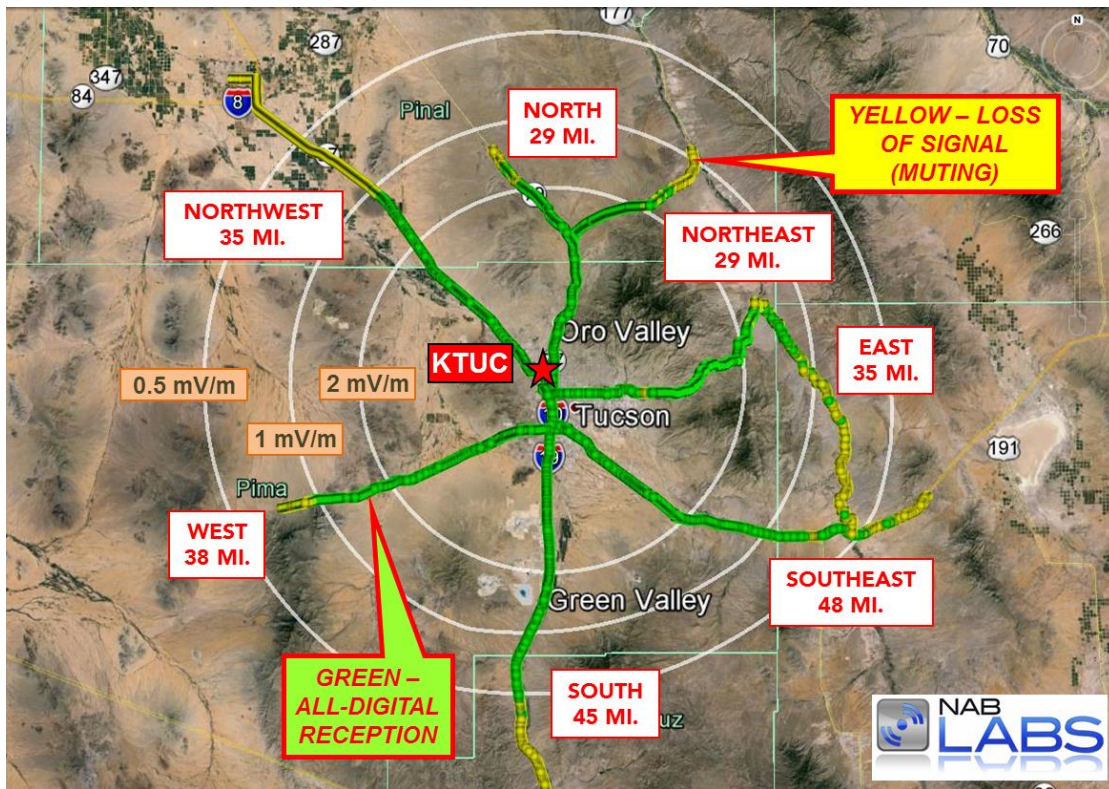 177
N
287
70
347
84
8
Pinal
NORTH
29 MI.
YELLOW – LOSS
OF SIGNAL
(MUTING)
NORTHWEST
35 MI.
NORTHEAST
29 MI.
266
Oro Valley
KTUC
EAST
35 MI.
0.5 mV/m
2 mV/m
Tucson
1 mV/m
191
Pima
WEST
38 MI.
SOUTHEAST
48 MI.
Green Valley
GREEN –
ALL-DIGITAL
RECEPTION
SOUTH
45 MI.
uz
NAB
LABS